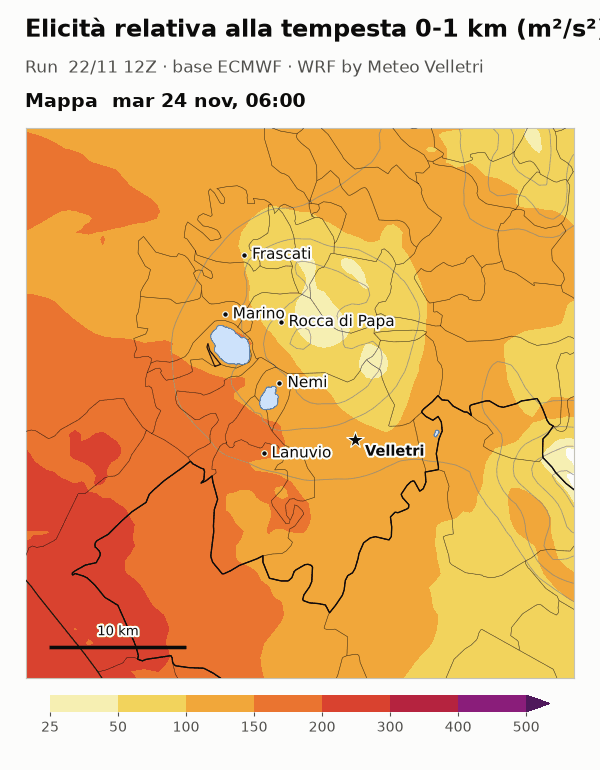 Elicità relativa alla tempesta 0-1 km (m²/s²)
Run  22/11 12Z · base ECMWF · WRF by Meteo Velletri
Mappa  mar 24 nov, 06:00
Frascati
Marino
Rocca di Papa
Nemi
Velletri
Lanuvio
10 km
25 50 100 150 200 300 400 500